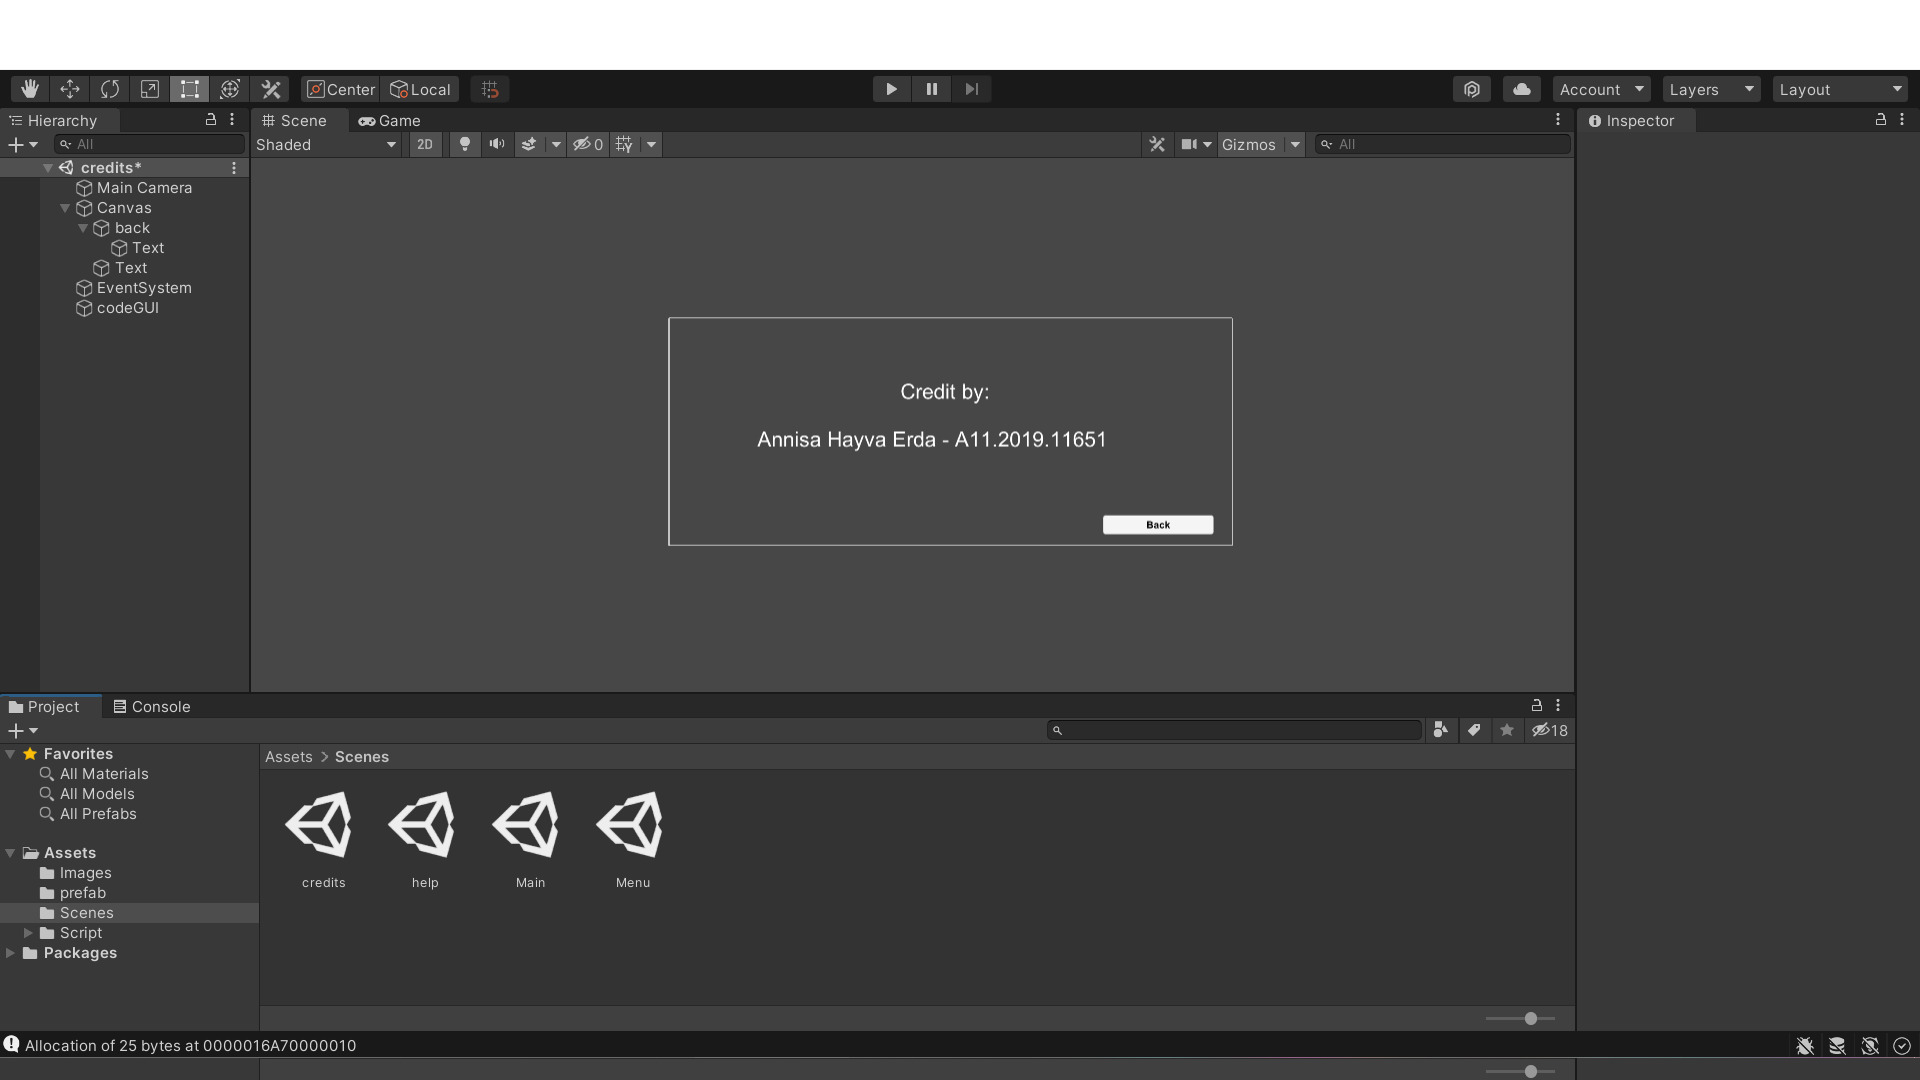 Center Local Account Layers Layout
Hierarchy
All
credits*
Main Camera
Canvas
back
Text
Text
EventSystem
codeGUI
Scene Game
Shaded 2D 0 Gizmos All
Credit by:
Annisa Hayva Erda - A11.2019.11651
Back
Inspector
Project Console
18
Favorites
All Materials
All Models
All Prefabs
Assets
Images
prefab
Scenes
Script
Packages
Assets > Scenes
credits help Main Menu
Allocation of 25 bytes at 0000016A70000010